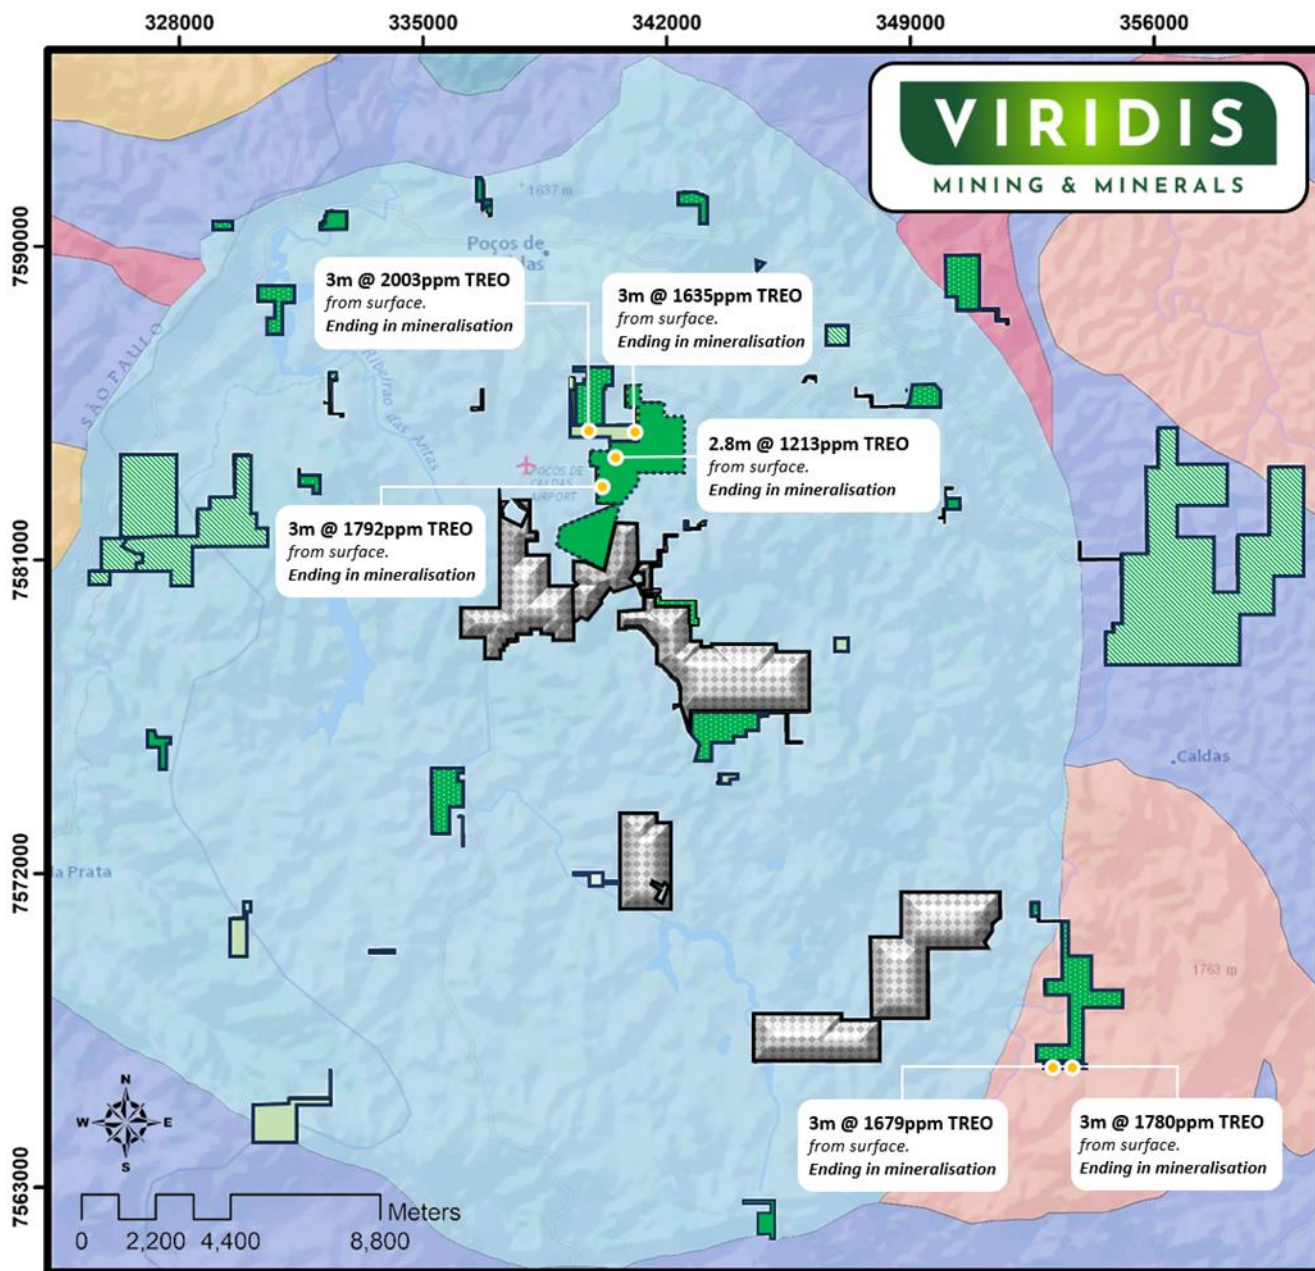 328000
335000
342000
349000
356000
VIRIDIS
MINING & MINERALS
1637 m
Poços de
das
7590000
3m @ 2003ppm TREO
from surface.
Ending in mineralisation
3m @ 1635ppm TREO
from surface.
Ending in mineralisation
SÃO PAULO
Ribeirao das Antas
2.8m @ 1213ppm TREO
from surface.
Ending in mineralisation
POCOS DE
CALDAS
AIRPORT
3m @ 1792ppm TREO
from surface.
Ending in mineralisation
7581000
Caldas
7572000
da Prata
1763 m
3m @ 1679ppm TREO
from surface.
Ending in mineralisation
3m @ 1780ppm TREO
from surface.
Ending in mineralisation
N
W
E
S
7563000
Meters
0
2,200
4,400
8,800